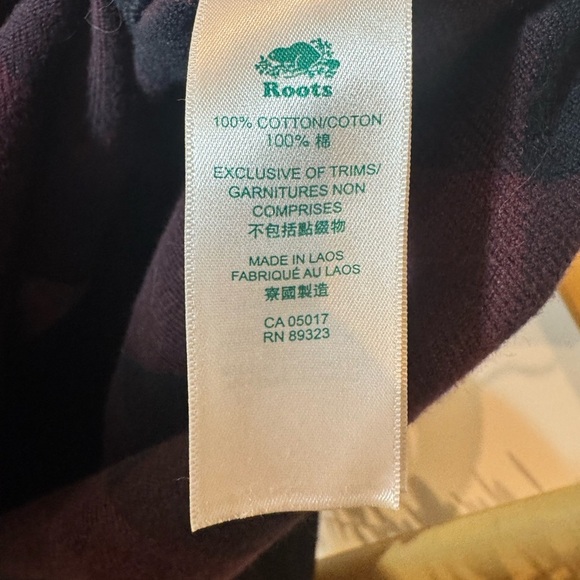 Roots
100% COTTON/COTON
100% 棉
EXCLUSIVE OF TRIMS/
GARNITURES NON
COMPRISES
不包括點綴物
MADE IN LAOS
FABRIQUÉ AU LAOS
寮國製造
CA 05017
RN 89323